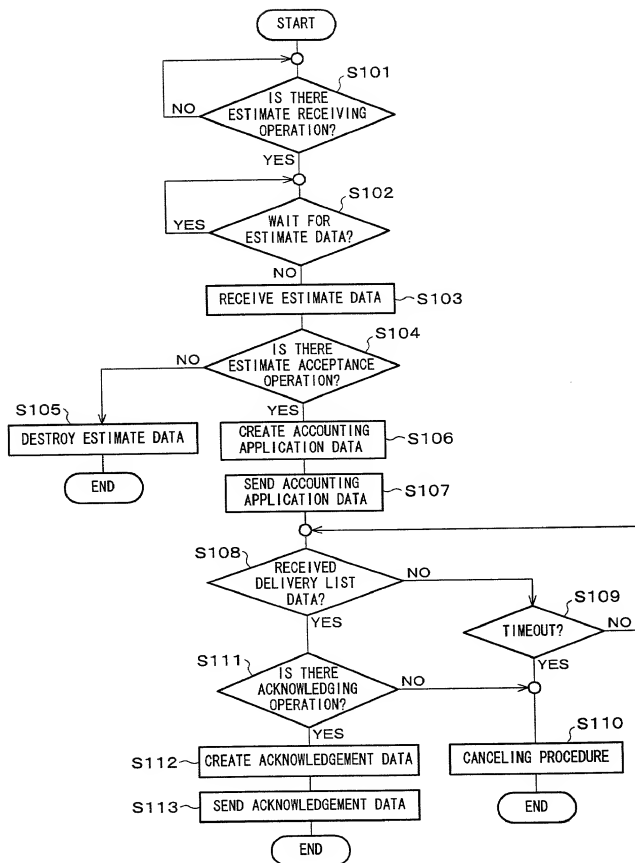 START
S101
IS THERE
ESTIMATE RECEIVING
OPERATION?
NO
YES
S102
WAIT FOR
ESTIMATE DATA?
YES
NO
RECEIVE ESTIMATE DATA
S103
S104
IS THERE
ESTIMATE ACCEPTANCE
OPERATION?
NO
YES
S105
DESTROY ESTIMATE DATA
END
CREATE ACCOUNTING
APPLICATION DATA
S106
SEND ACCOUNTING
APPLICATION DATA
S107
S108
RECEIVED
DELIVERY LIST
DATA?
NO
YES
S109
TIMEOUT?
NO
YES
S111
IS THERE
ACKNOWLEDGING
OPERATION?
NO
YES
S110
CANCELING PROCEDURE
END
S112
CREATE ACKNOWLEDGEMENT DATA
S113
SEND ACKNOWLEDGEMENT DATA
END